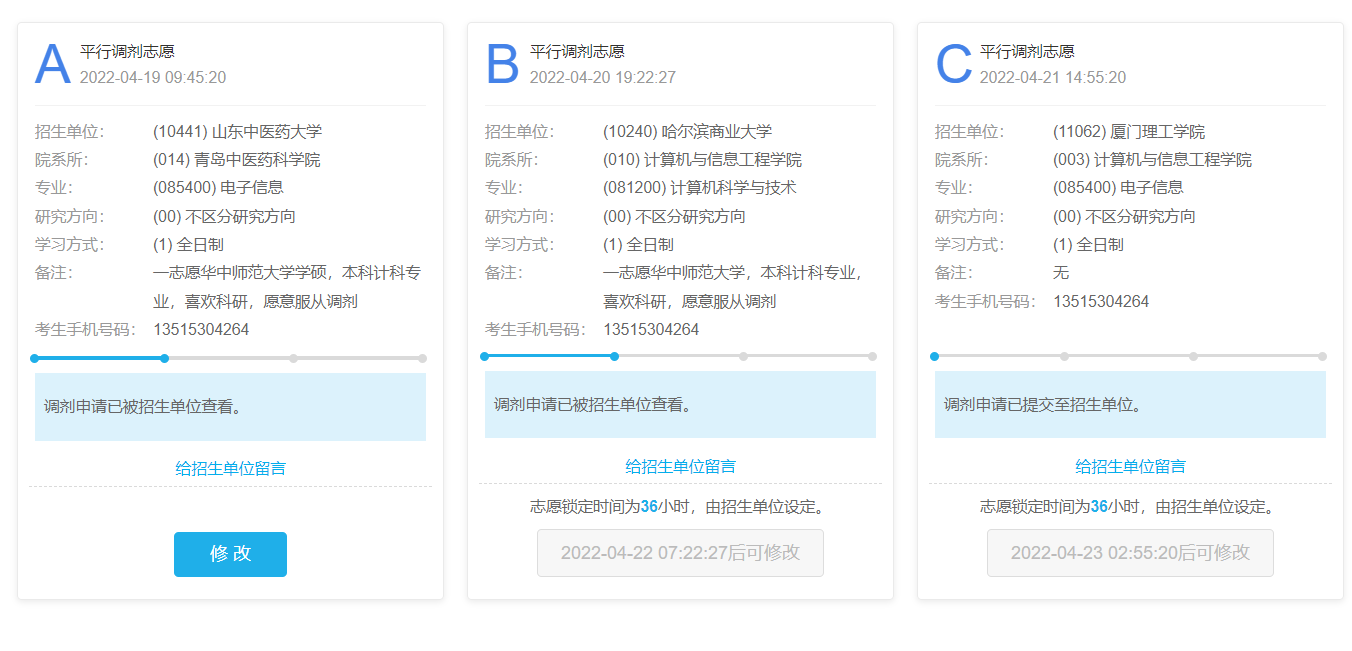 A
平行调剂志愿
2022-04-19 09:45:20
招生单位：
(10441) 山东中医药大学
院系所：
(014) 青岛中医药科学院
专业：
(085400) 电子信息
研究方向：
(00) 不区分研究方向
学习方式：
(1) 全日制
备注：
一志愿华中师范大学学硕，本科计科专
业，喜欢科研，愿意服从调剂
考生手机号码：
13515304264
调剂申请已被招生单位查看。
给招生单位留言
修 改
B
平行调剂志愿
2022-04-20 19:22:27
招生单位：
(10240) 哈尔滨商业大学
院系所：
(010) 计算机与信息工程学院
专业：
(081200) 计算机科学与技术
研究方向：
(00) 不区分研究方向
学习方式：
(1) 全日制
备注：
一志愿华中师范大学，本科计科专业，
喜欢科研，愿意服从调剂
考生手机号码：
13515304264
调剂申请已被招生单位查看。
给招生单位留言
志愿锁定时间为36小时，由招生单位设定。
2022-04-22 07:22:27后可修改
C
平行调剂志愿
2022-04-21 14:55:20
招生单位：
(11062) 厦门理工学院
院系所：
(003) 计算机与信息工程学院
专业：
(085400) 电子信息
研究方向：
(00) 不区分研究方向
学习方式：
(1) 全日制
备注：
无
考生手机号码：
13515304264
调剂申请已提交至招生单位。
给招生单位留言
志愿锁定时间为36小时，由招生单位设定。
2022-04-23 02:55:20后可修改